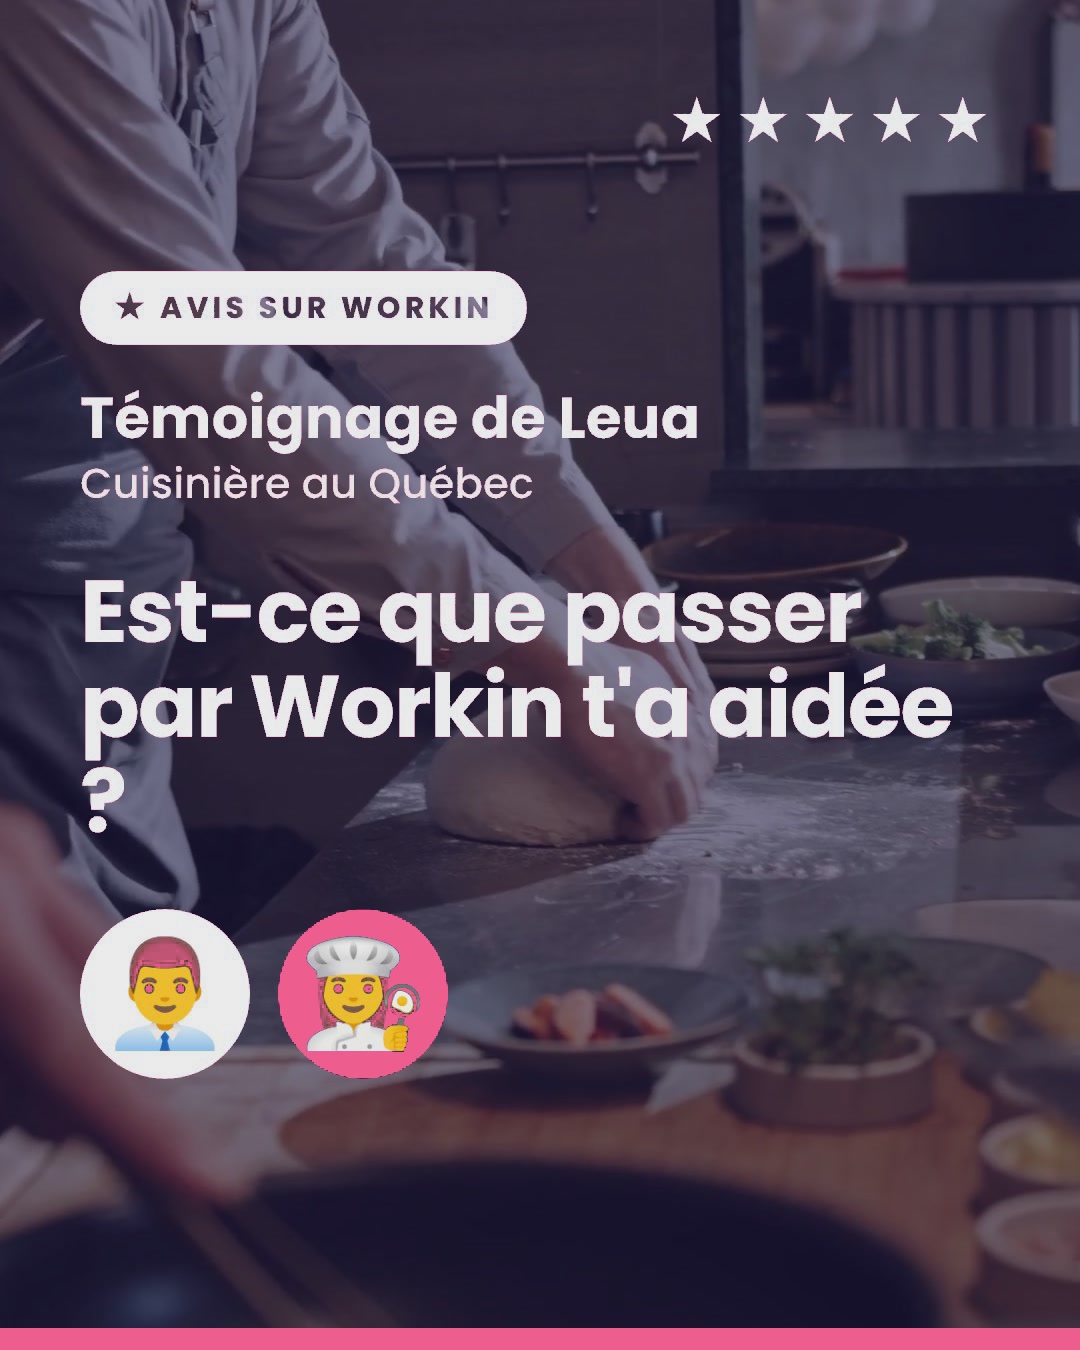 ★ ★ ★ ★ ★
★ AVIS SUR WORKIN
Témoignage de Leua
Cuisinière au Québec
Est-ce que passer
par Workin t'a aidée
?